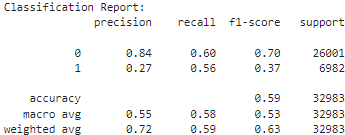 Classification Report:
precision recall f1-score support
0 0.84 0.60 0.70 26001
1 0.27 0.56 0.37 6982
accuracy 0.59 32983
macro avg 0.55 0.58 0.53 32983
weighted avg 0.72 0.59 0.63 32983